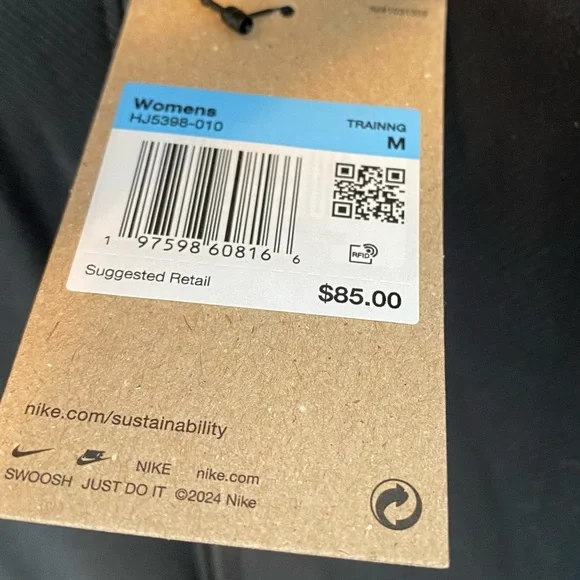 Womens
HJ5398-010
TRAINNG
M
1 97598 60816 6
RFID
Suggested Retail
$85.00
nike.com/sustainability
NIKE nike.com
SWOOSH JUST DO IT ©2024 Nike